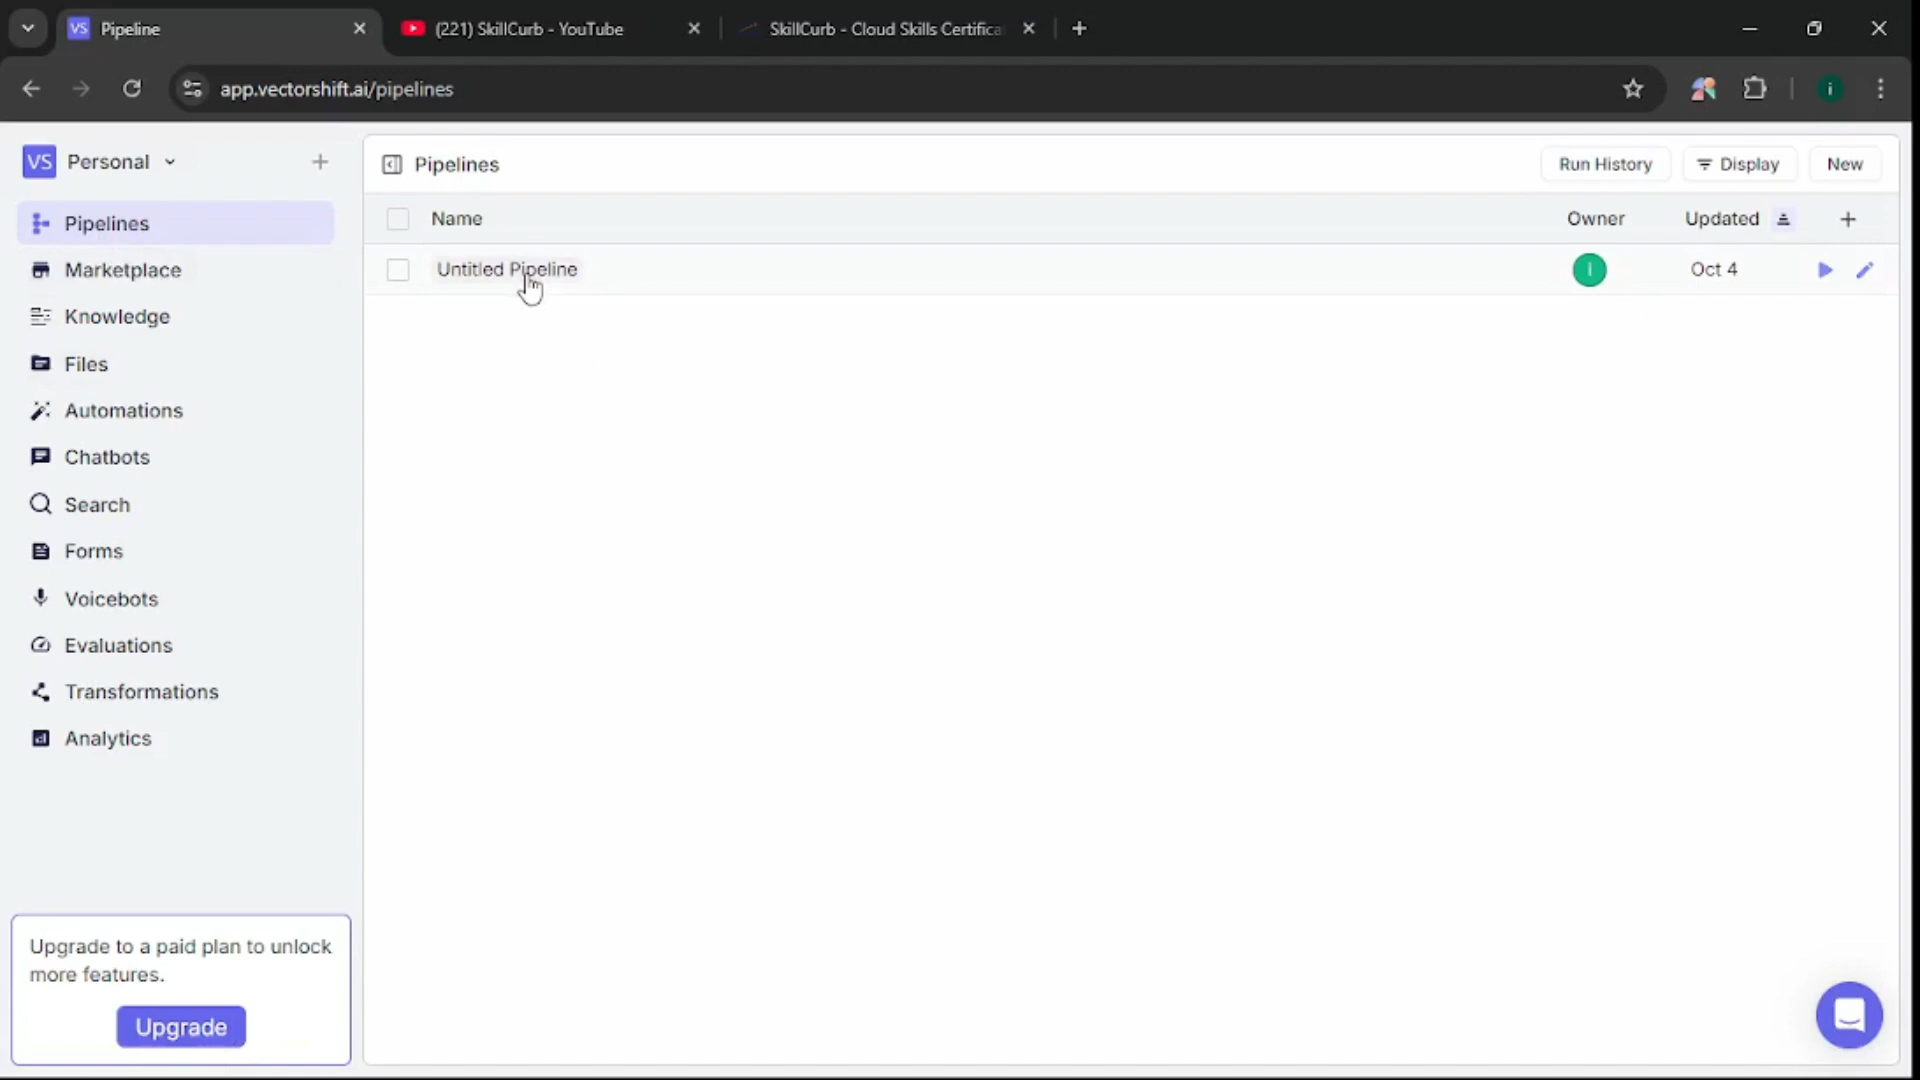 VS Pipeline
(221) SkillCurb - YouTube
SkillCurb - Cloud Skills Certifica
app.vectorshift.ai/pipelines
i
VS Personal
Pipelines
Run History
Display
New
Pipelines
Name
Owner
Updated
Marketplace
Untitled Pipeline
i
Oct 4
Knowledge
Files
Automations
Chatbots
Search
Forms
Voicebots
Evaluations
Transformations
Analytics
Upgrade to a paid plan to unlock
more features.
Upgrade